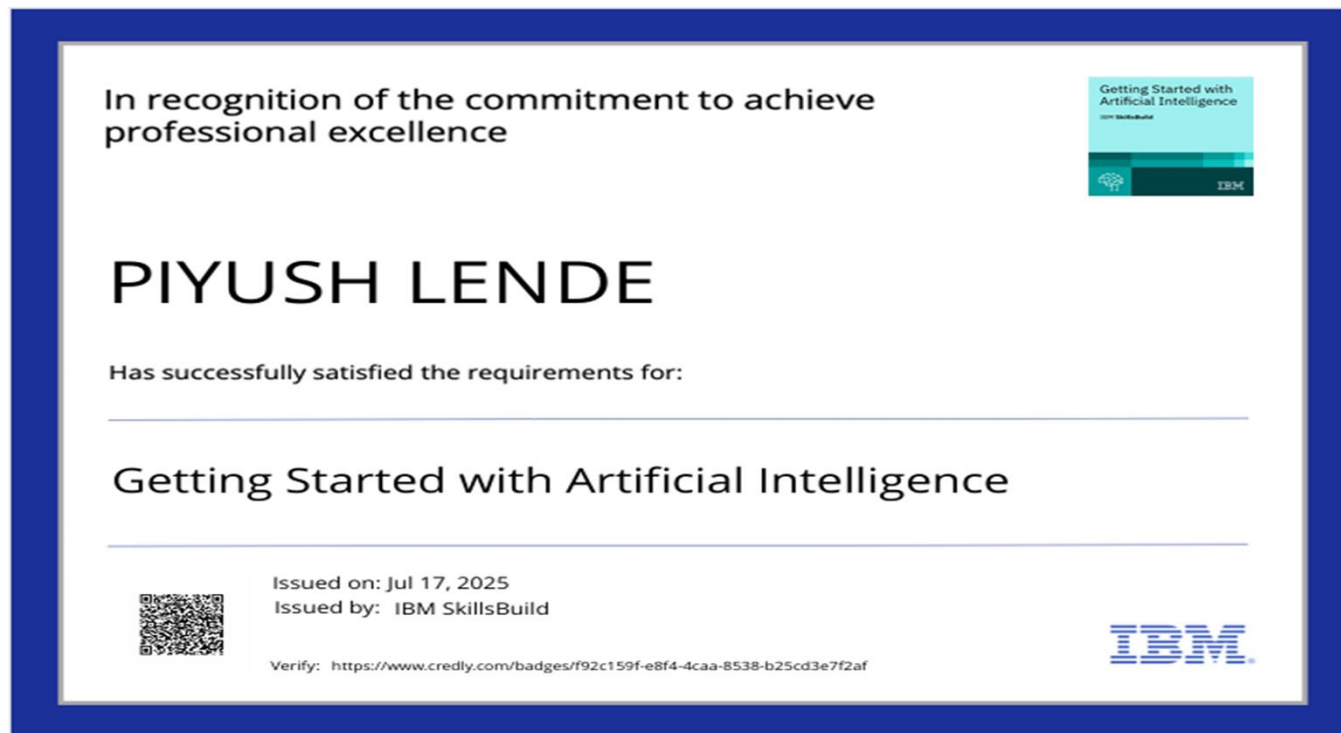 In recognition of the commitment to achieve
professional excellence
Getting Started with
Artificial Intelligence
IBM SkillsBuild
IBM
PIYUSH LENDE
Has successfully satisfied the requirements for:
Getting Started with Artificial Intelligence
Issued on: Jul 17, 2025
Issued by: IBM SkillsBuild
Verify: https://www.credly.com/badges/f92c159f-e8f4-4caa-8538-b25cd3e7f2af
IBM.